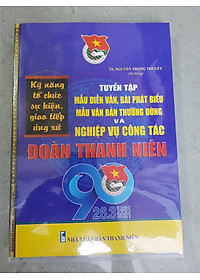 TS. NGUYỄN TRỌNG THUYẾT
Kỹ năng
tổ chức
sự kiện,
giao tiếp
ứng xử
TUYỂN TẬP
MẪU DIỄN VĂN, BÀI PHÁT BIỂU
MẪU VĂN BẢN THƯỜNG DÙNG
VÀ
NGHIỆP VỤ CÔNG TÁC
ĐOÀN THANH NIÊN
90
26.3
NHÀ XUẤT BẢN THANH NIÊN